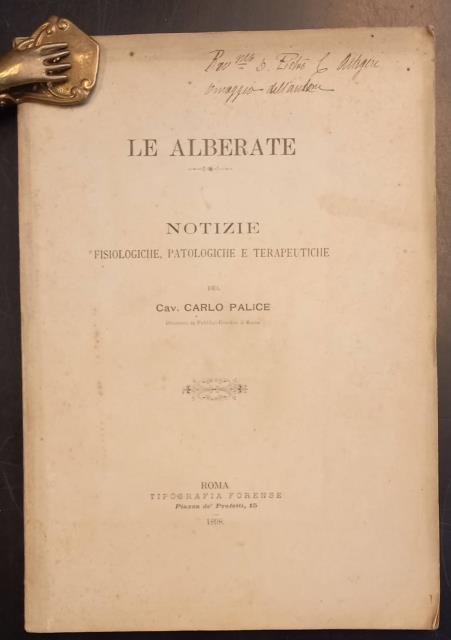 omaggio dell'autore
LE ALBERATE
NOTIZIE
FISIOLOGICHE, PATOLOGICHE E TERAPEUTICHE
DEL
Cav. CARLO PALICE
ROMA
TIPOGRAFIA FORENSE
Piazza de' Prefetti, 15
1898.